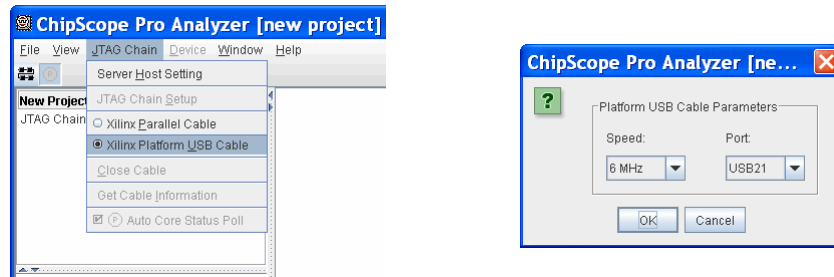 ChipScope Pro Analyzer [new project]
File View JTAG Chain Device Window Help
Server Host Setting
New Project
JTAG Chain Setup
JTAG Chain
Xilinx Parallel Cable
Xilinx Platform USB Cable
Close Cable
Get Cable Information
P Auto Core Status Poll
ChipScope Pro Analyzer [ne...
?
Platform USB Cable Parameters
Speed: Port:
6 MHz USB21
OK Cancel